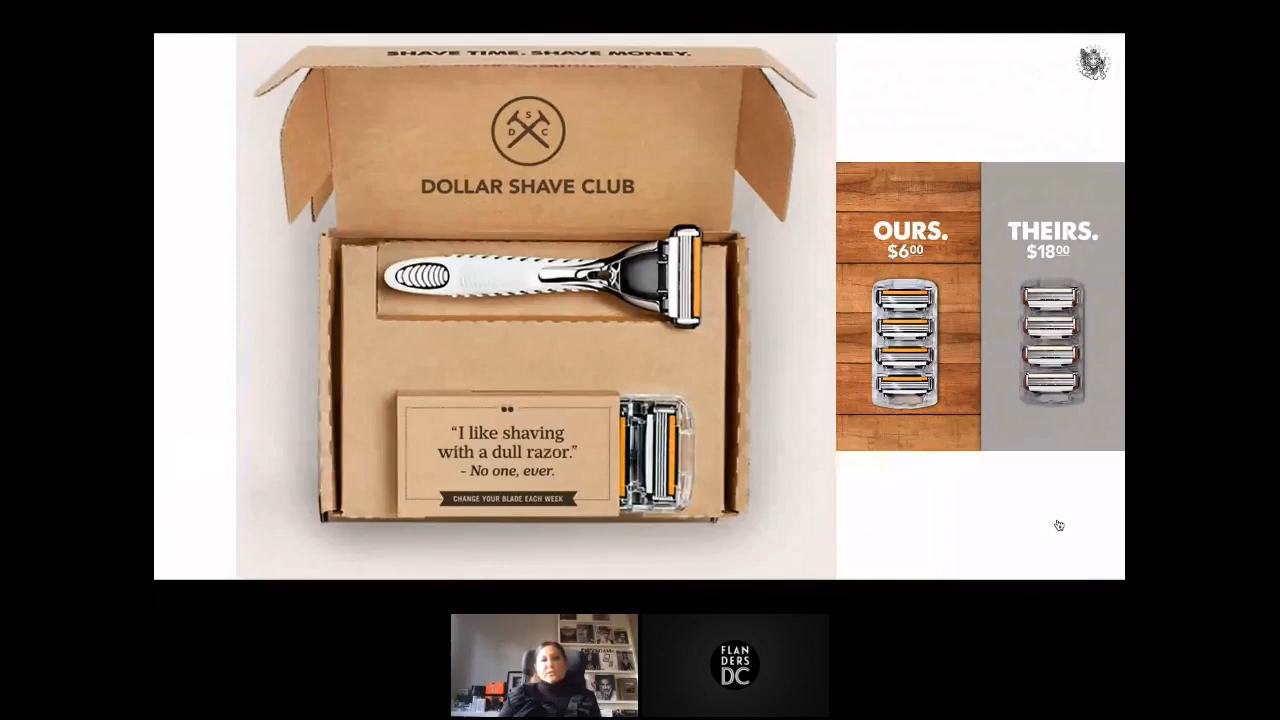 SHAVE TIME. SHAVE MONEY.
S
D C
DOLLAR SHAVE CLUB
“I like shaving
with a dull razor.”
- No one, ever.
CHANGE YOUR BLADE EACH WEEK
OURS.
$6⁰⁰
THEIRS.
$18⁰⁰
FLAN
DERS
DC